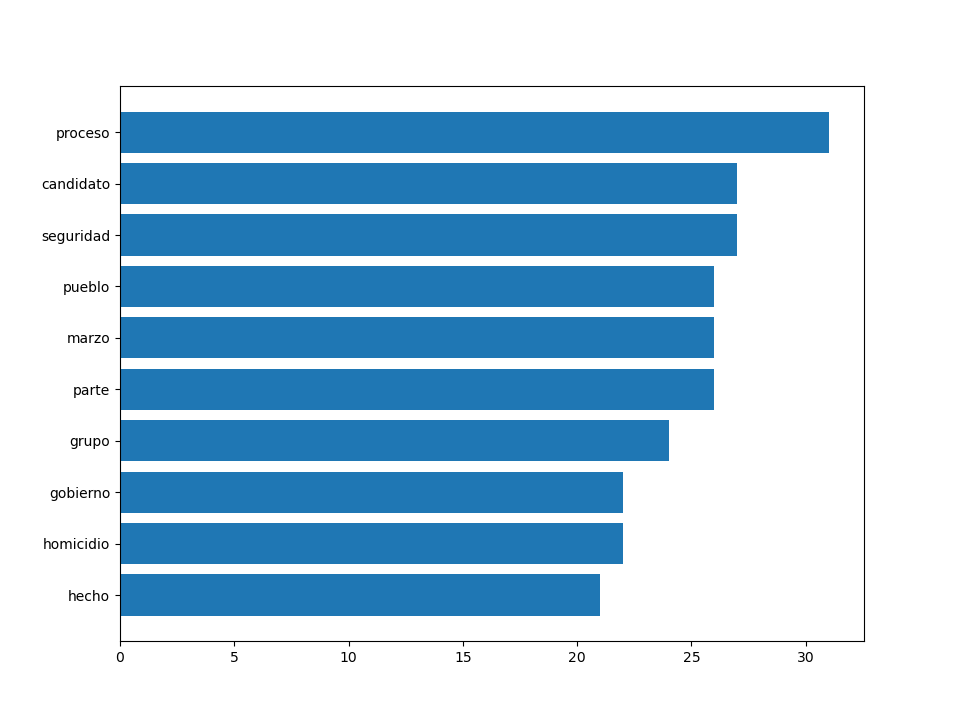 proceso
candidato
seguridad
pueblo
marzo
parte
grupo
gobierno
homicidio
hecho
0 5 10 15 20 25 30